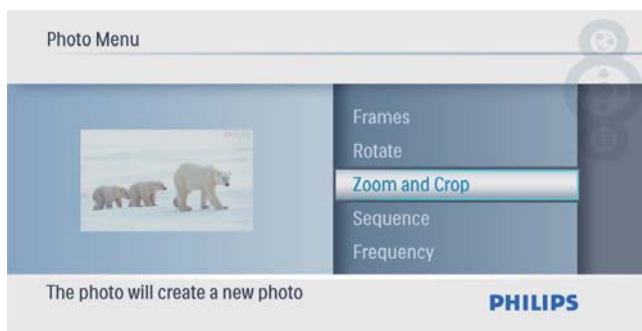 Photo Menu
Frames
Rotate
Zoom and Crop
Sequence
Frequency
The photo will create a new photo
PHILIPS